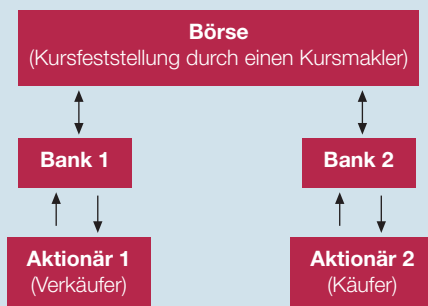 Börse
(Kursfeststellung durch einen Kursmakler)
Bank 1
Bank 2
Aktionär 1
(Verkäufer)
Aktionär 2
(Käufer)